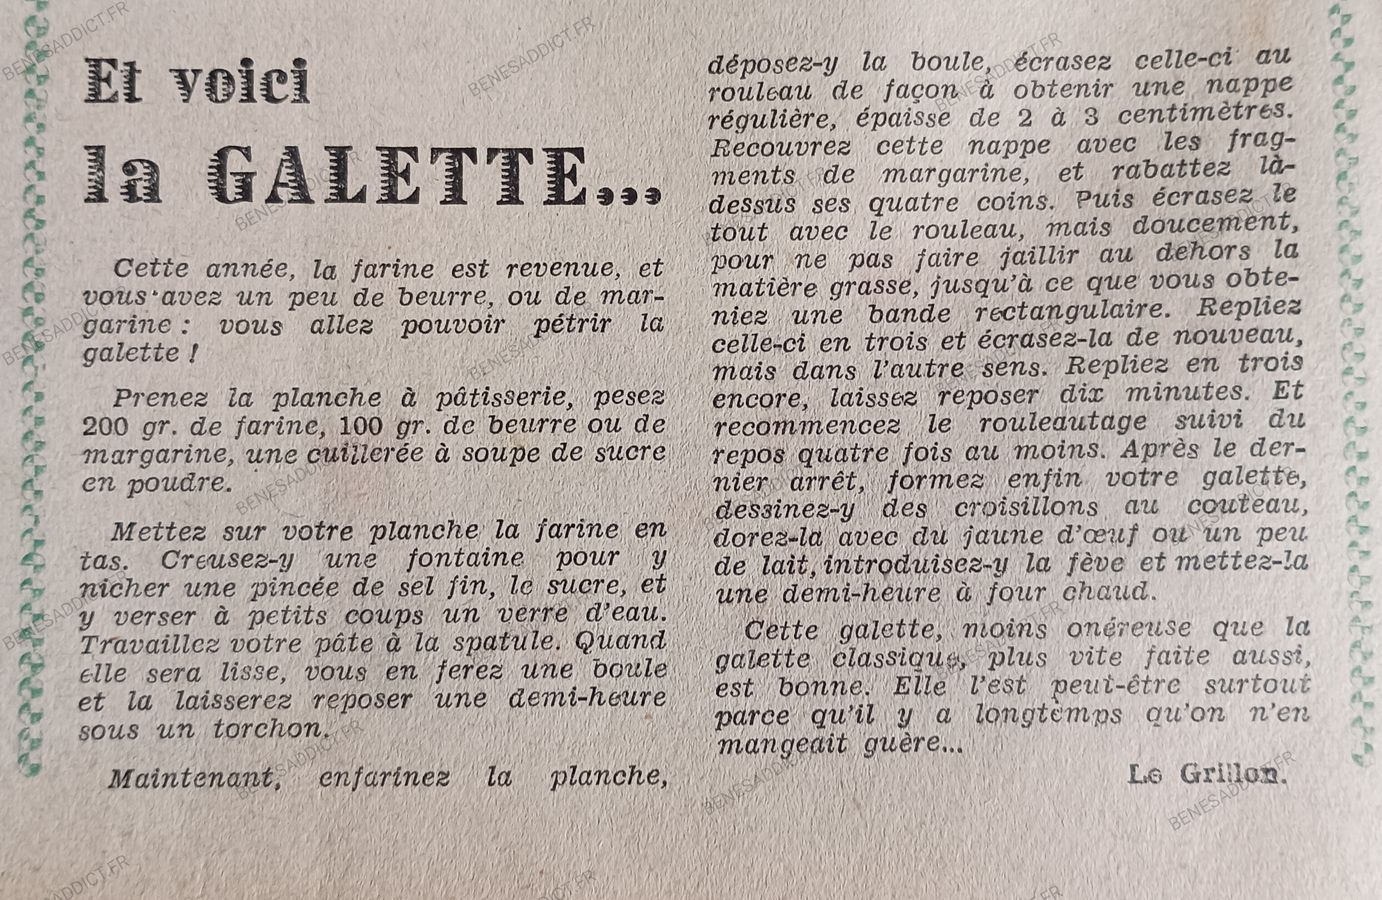 Et voici
la GALETTE...
Cette année, la farine est revenue, et
vous avez un peu de beurre, ou de mar-
garine : vous allez pouvoir pétrir la
galette !
Prenez la planche à pâtisserie, pesez
200 gr. de farine, 100 gr. de beurre ou de
margarine, une cuillerée à soupe de sucre
en poudre.
Mettez sur votre planche la farine en
tas. Creusez-y une fontaine pour y
nicher une pincée de sel fin, le sucre, et
y verser à petits coups un verre d'eau.
Travaillez votre pâte à la spatule. Quand
elle sera lisse, vous en ferez une boule
et la laisserez reposer une demi-heure
sous un torchon.
Maintenant, enfarinez la planche,
déposez-y la boule, écrasez celle-ci au
rouleau de façon à obtenir une nappe
régulière, épaisse de 2 à 3 centimètres.
Recouvrez cette nappe avec les frag-
ments de margarine, et rabattez là-
dessus ses quatre coins. Puis écrasez le
tout avec le rouleau, mais doucement,
pour ne pas faire jaillir au dehors la
matière grasse, jusqu'à ce que vous obte-
niez une bande rectangulaire. Repliez
celle-ci en trois et écrasez-la de nouveau,
mais dans l'autre sens. Repliez en trois
encore, laissez reposer dix minutes. Et
recommencez le rouleautage suivi du
repos quatre fois au moins. Après le der-
nier arrêt, formez enfin votre galette,
dessinez-y des croisillons au couteau,
dorez-la avec du jaune d'œuf ou un peu
de lait, introduisez-y la fève et mettez-la
une demi-heure à four chaud.
Cette galette, moins onéreuse que la
galette classique, plus vite faite aussi,
est bonne. Elle l'est peut-être surtout
parce qu'il y a longtemps qu'on n'en
mangeait guère...
Le Grillon.
BENESADDICT.FR